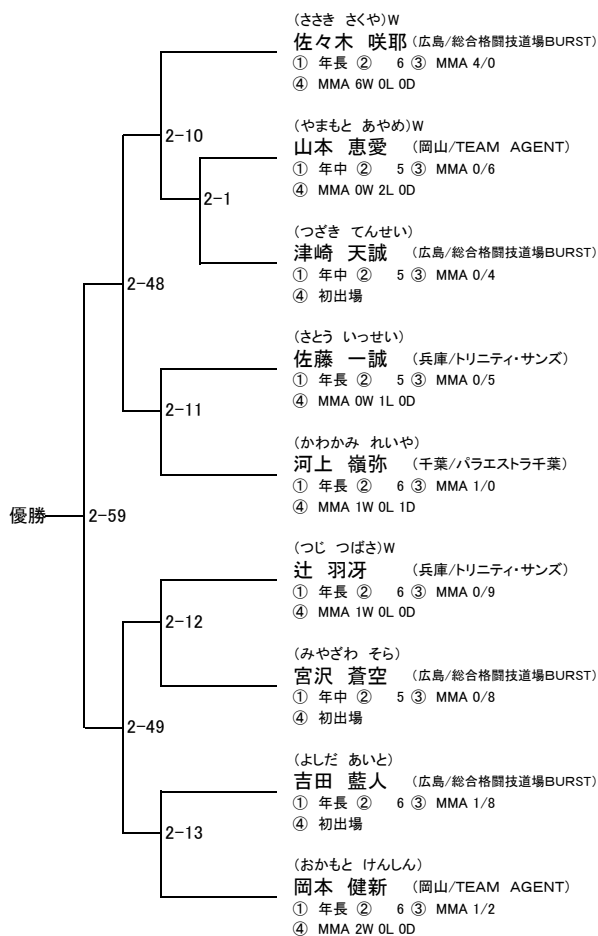 (ささき さくや)W
佐々木 咲耶 (広島/総合格闘技道場BURST)
① 年長 ② 6 ③ MMA 4/0
④ MMA 6W 0L 0D
(やまもと あやめ)W
2-10
山本 恵愛 (岡山/TEAM AGENT)
① 年中 ② 5 ③ MMA 0/6
④ MMA 0W 2L 0D
2-1
(つざき てんせい)
津崎 天誠 (広島/総合格闘技道場BURST)
① 年中 ② 5 ③ MMA 0/4
④ 初出場
2-48
(さとう いっせい)
佐藤 一誠 (兵庫/トリニティ・サンズ)
① 年長 ② 5 ③ MMA 0/5
④ MMA 0W 1L 0D
2-11
(かわかみ れいや)
河上 嶺弥 (千葉/パラエストラ千葉)
① 年長 ② 6 ③ MMA 1/0
④ MMA 1W 0L 1D
優勝
2-59
(つじ つばさ)W
辻 羽冴 (兵庫/トリニティ・サンズ)
① 年長 ② 6 ③ MMA 0/9
④ MMA 1W 0L 0D
2-12
(みやざわ そら)
宮沢 蒼空 (広島/総合格闘技道場BURST)
① 年中 ② 5 ③ MMA 0/8
④ 初出場
2-49
(よしだ あいと)
吉田 藍人 (広島/総合格闘技道場BURST)
① 年長 ② 6 ③ MMA 1/8
④ 初出場
2-13
(おかもと けんしん)
岡本 健新 (岡山/TEAM AGENT)
① 年長 ② 6 ③ MMA 1/2
④ MMA 2W 0L 0D